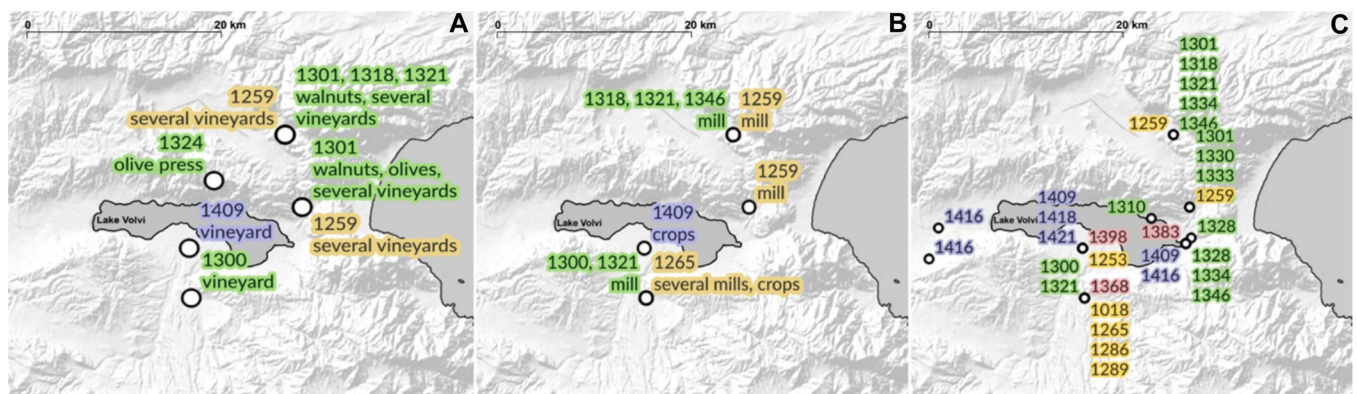 0
20 km
A
1301, 1318, 1321
walnuts, several
vineyards
1259
several vineyards
1324
olive press
1301
walnuts, olives,
several vineyards
Lake Volvi
1409
vineyard
1259
several vineyards
1300
vineyard
0
20 km
B
1318, 1321, 1346
mill
1259
mill
1259
mill
Lake Volvi
1409
crops
1300, 1321
mill
1265
several mills, crops
0
20 km
C
1301
1318
1321
1334
1346
1259
1301
1330
1333
1259
1310
1409
1418
1421
Lake Volvi
1416
1416
1383
1328
1398
1253
1409
1416
1328
1334
1346
1300
1321
1368
1018
1265
1286
1289